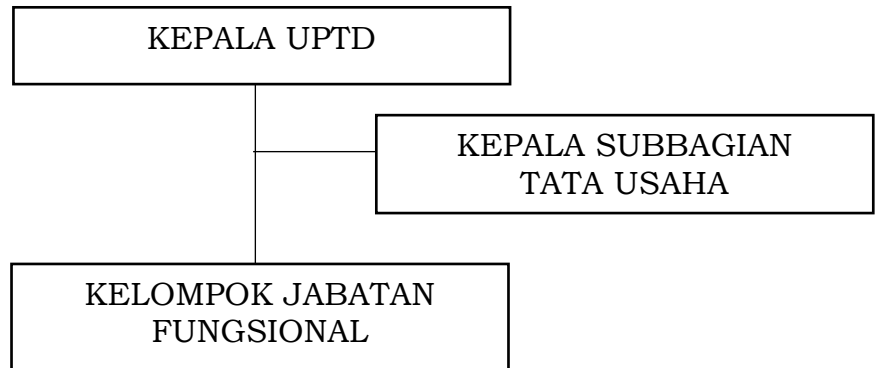 KEPALA UPTD
KEPALA SUBBAGIAN
TATA USAHA
KELOMPOK JABATAN
FUNGSIONAL